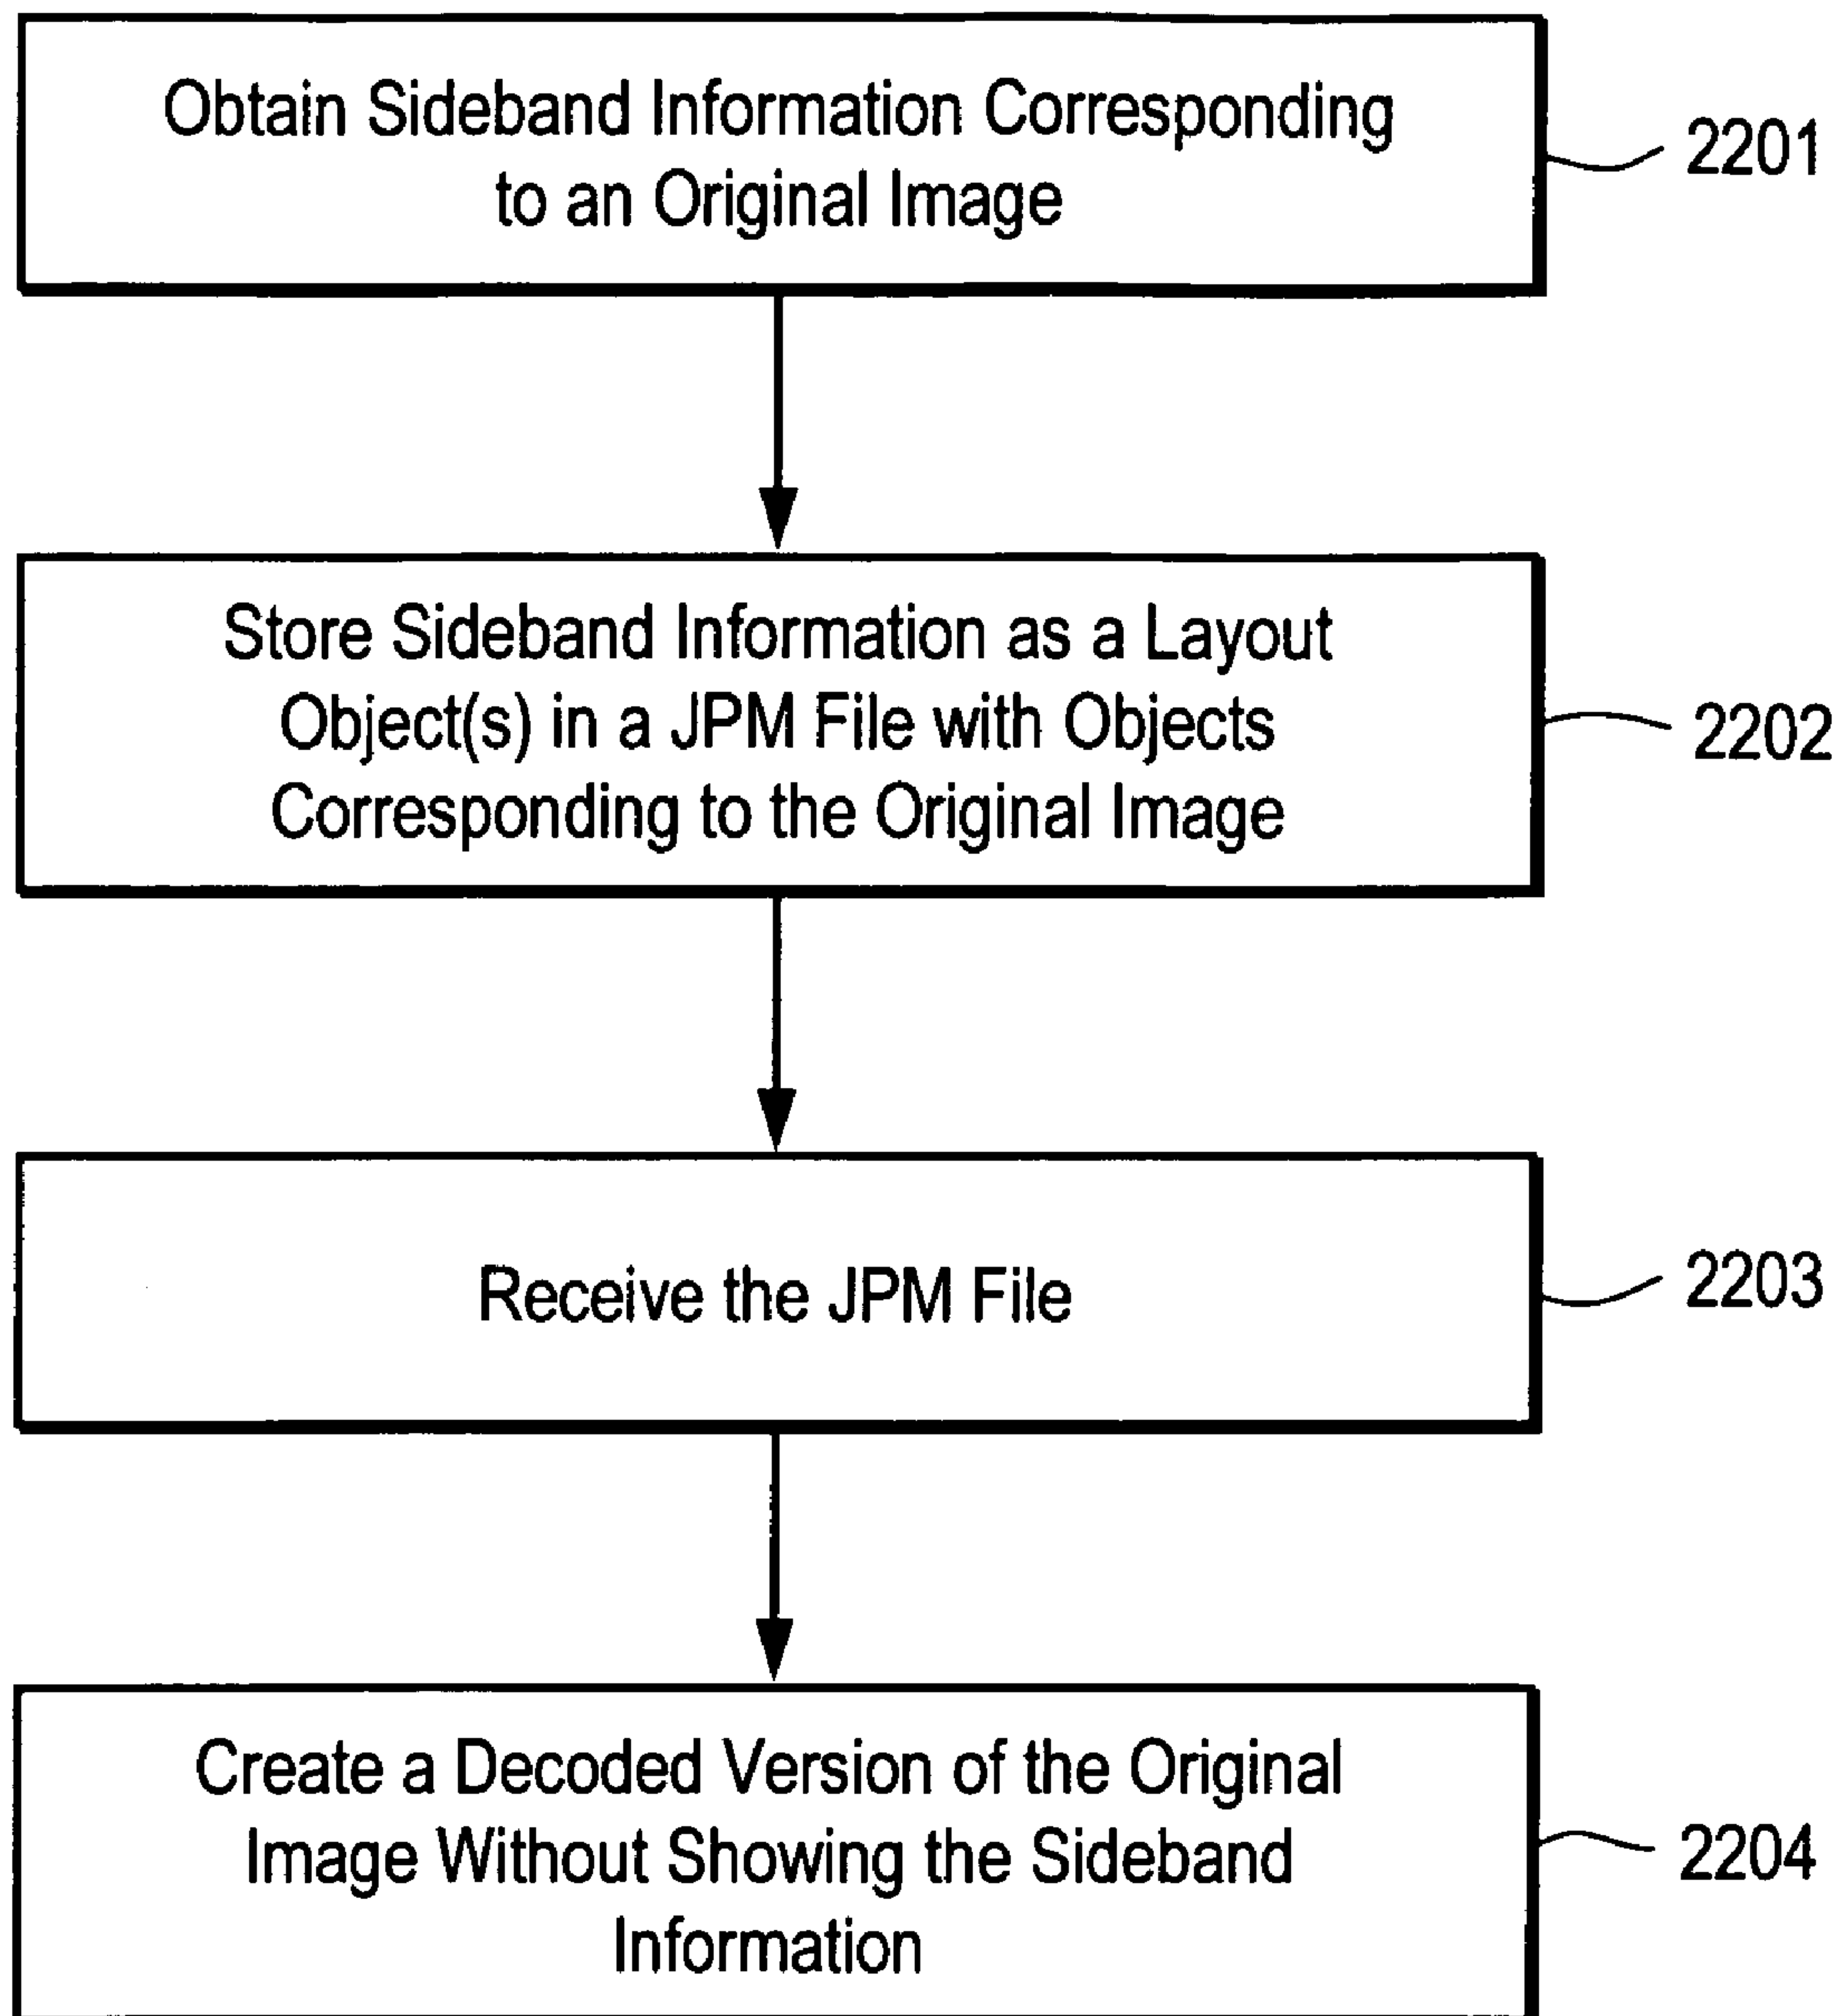 Obtain Sideband Information Corresponding
to an Original Image
2201
Store Sideband Information as a Layout
Object(s) in a JPM File with Objects
Corresponding to the Original Image
2202
Receive the JPM File
2203
Create a Decoded Version of the Original
Image Without Showing the Sideband
Information
2204